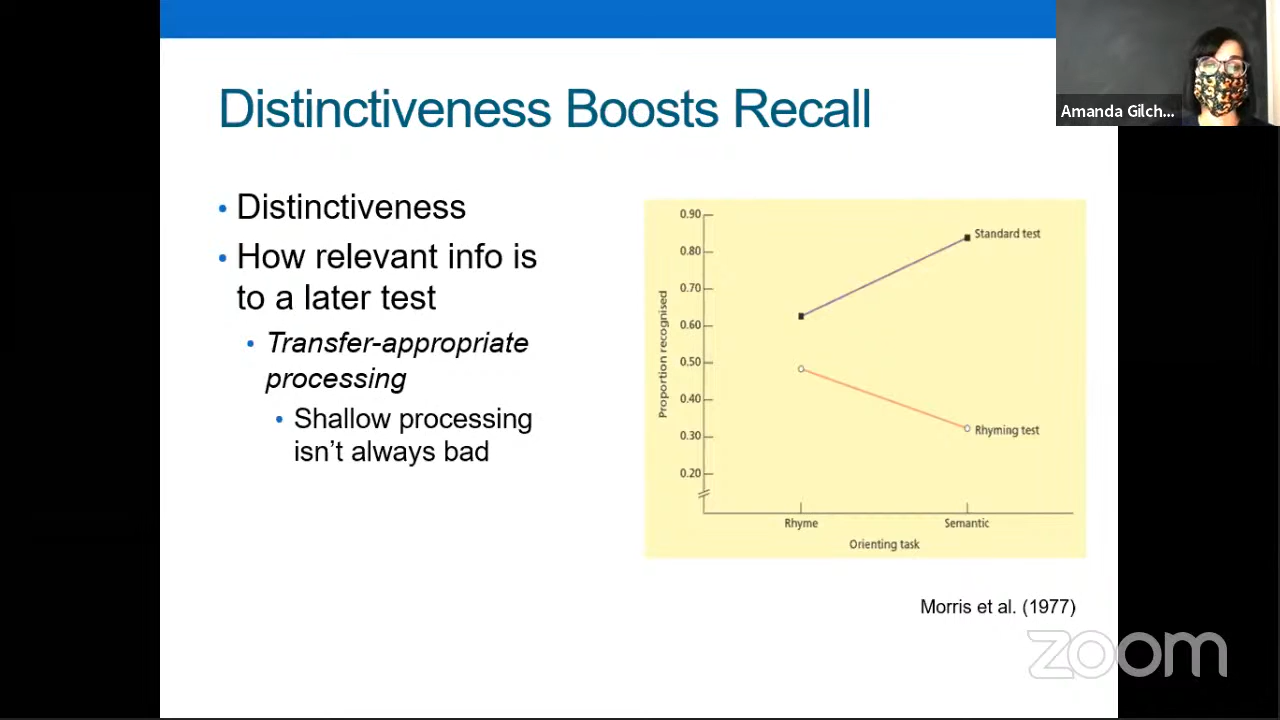 Distinctiveness Boosts Recall
Amanda Gilch...
• Distinctiveness
• How relevant info is
to a later test
• Transfer-appropriate
processing
• Shallow processing
isn't always bad
0.90
0.80
0.70
0.60
0.50
0.40
0.30
0.20
Proportion recognised
Standard test
Rhyming test
Rhyme
Semantic
Orienting task
Morris et al. (1977)
zoom